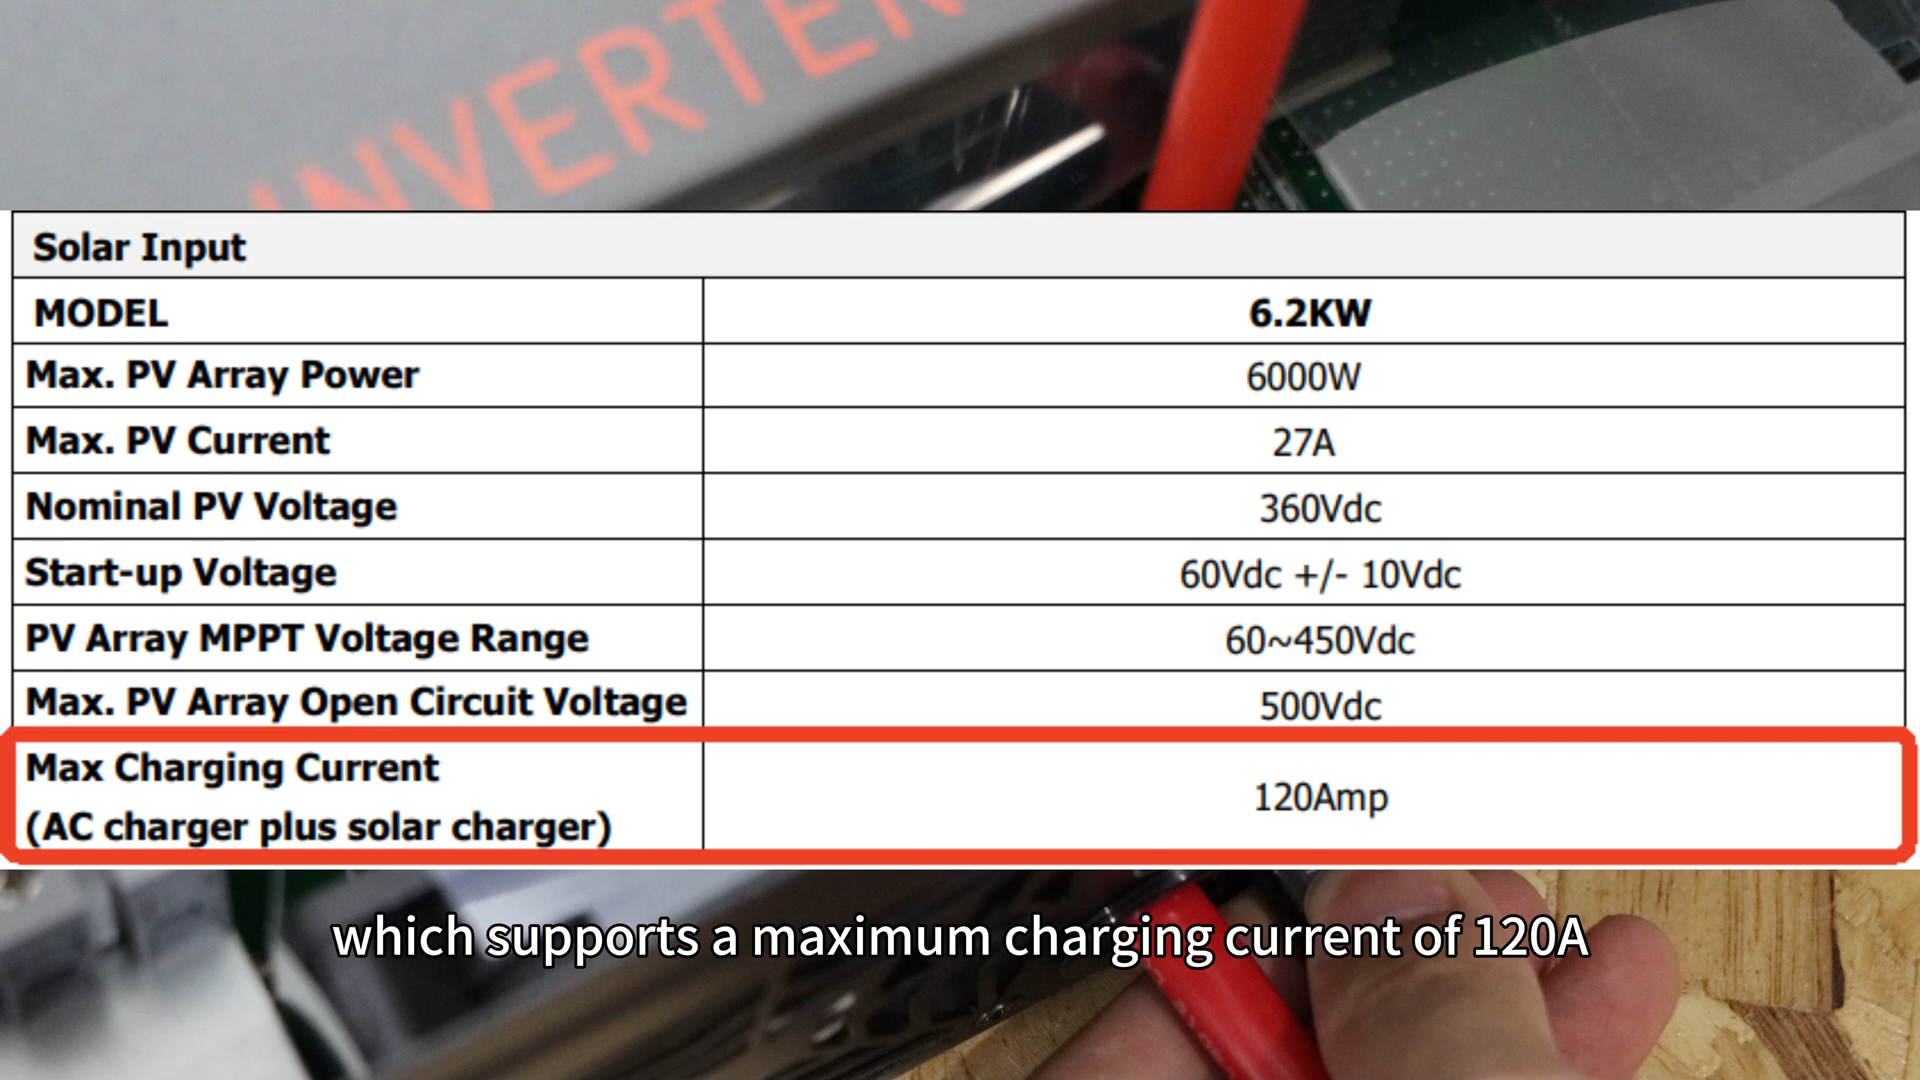 INVERTER
Solar Input
MODEL 6.2KW
Max. PV Array Power 6000W
Max. PV Current 27A
Nominal PV Voltage 360Vdc
Start-up Voltage 60Vdc +/- 10Vdc
PV Array MPPT Voltage Range 60~450Vdc
Max. PV Array Open Circuit Voltage 500Vdc
Max Charging Current
(AC charger plus solar charger) 120Amp
which supports a maximum charging current of 120A